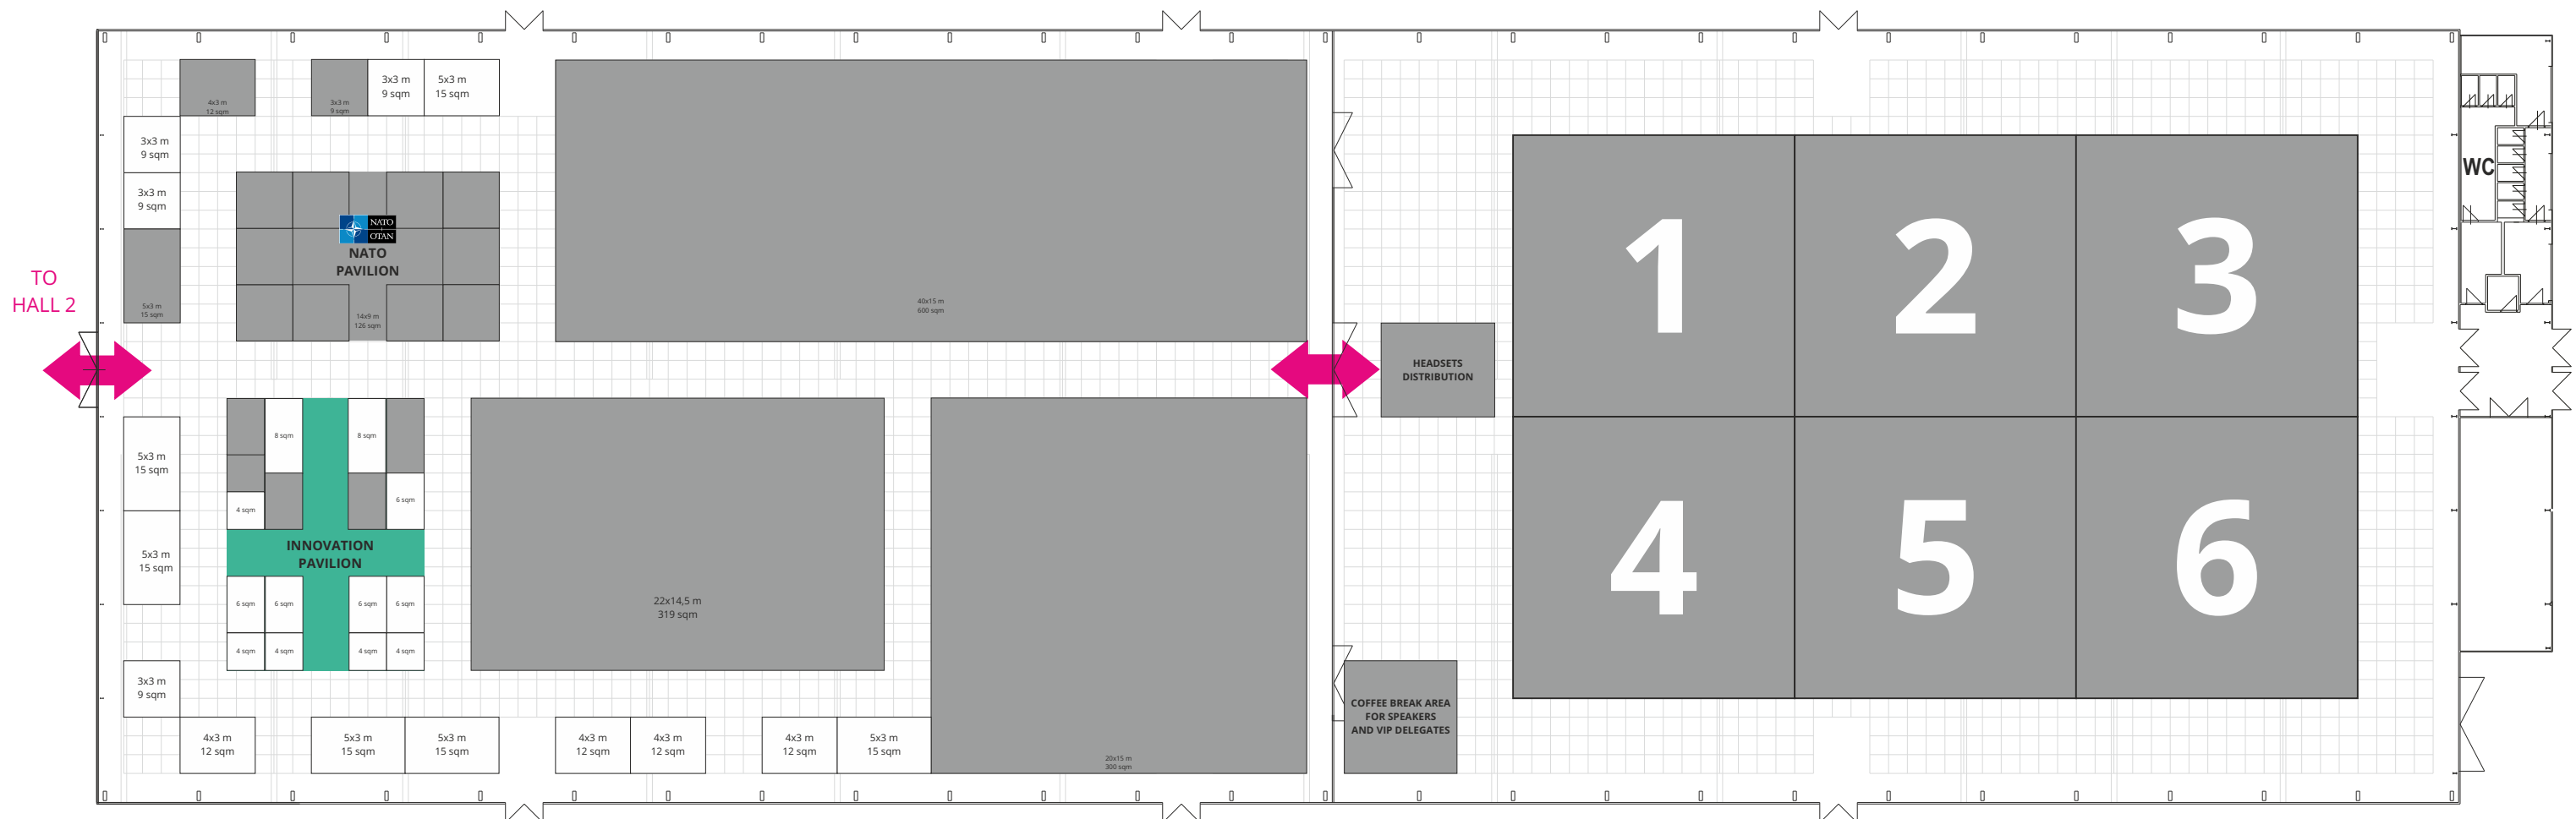 4x3 m
12 sqm
3x3 m
9 sqm
3x3 m
9 sqm
5x3 m
15 sqm
3x3 m
9 sqm
3x3 m
9 sqm
5x3 m
15 sqm
TO
HALL 2
NATO
OTAN
NATO
PAVILION
14x9 m
126 sqm
40x15 m
600 sqm
HEADSETS
DISTRIBUTION
1
2
3
4
5
6
WC
5x3 m
15 sqm
5x3 m
15 sqm
8 sqm
8 sqm
4 sqm
6 sqm
INNOVATION
PAVILION
6 sqm
6 sqm
6 sqm
6 sqm
4 sqm
4 sqm
4 sqm
4 sqm
22x14,5 m
319 sqm
3x3 m
9 sqm
4x3 m
12 sqm
5x3 m
15 sqm
5x3 m
15 sqm
4x3 m
12 sqm
4x3 m
12 sqm
4x3 m
12 sqm
5x3 m
15 sqm
20x15 m
300 sqm
COFFEE BREAK AREA
FOR SPEAKERS
AND VIP DELEGATES